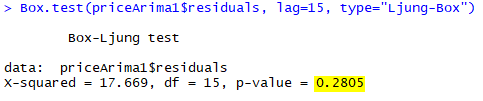 > Box.test(priceArima1$residuals, lag=15, type="Ljung-Box")
Box-Ljung test
data:  priceArima1$residuals
X-squared = 17.669, df = 15, p-value = 0.2805